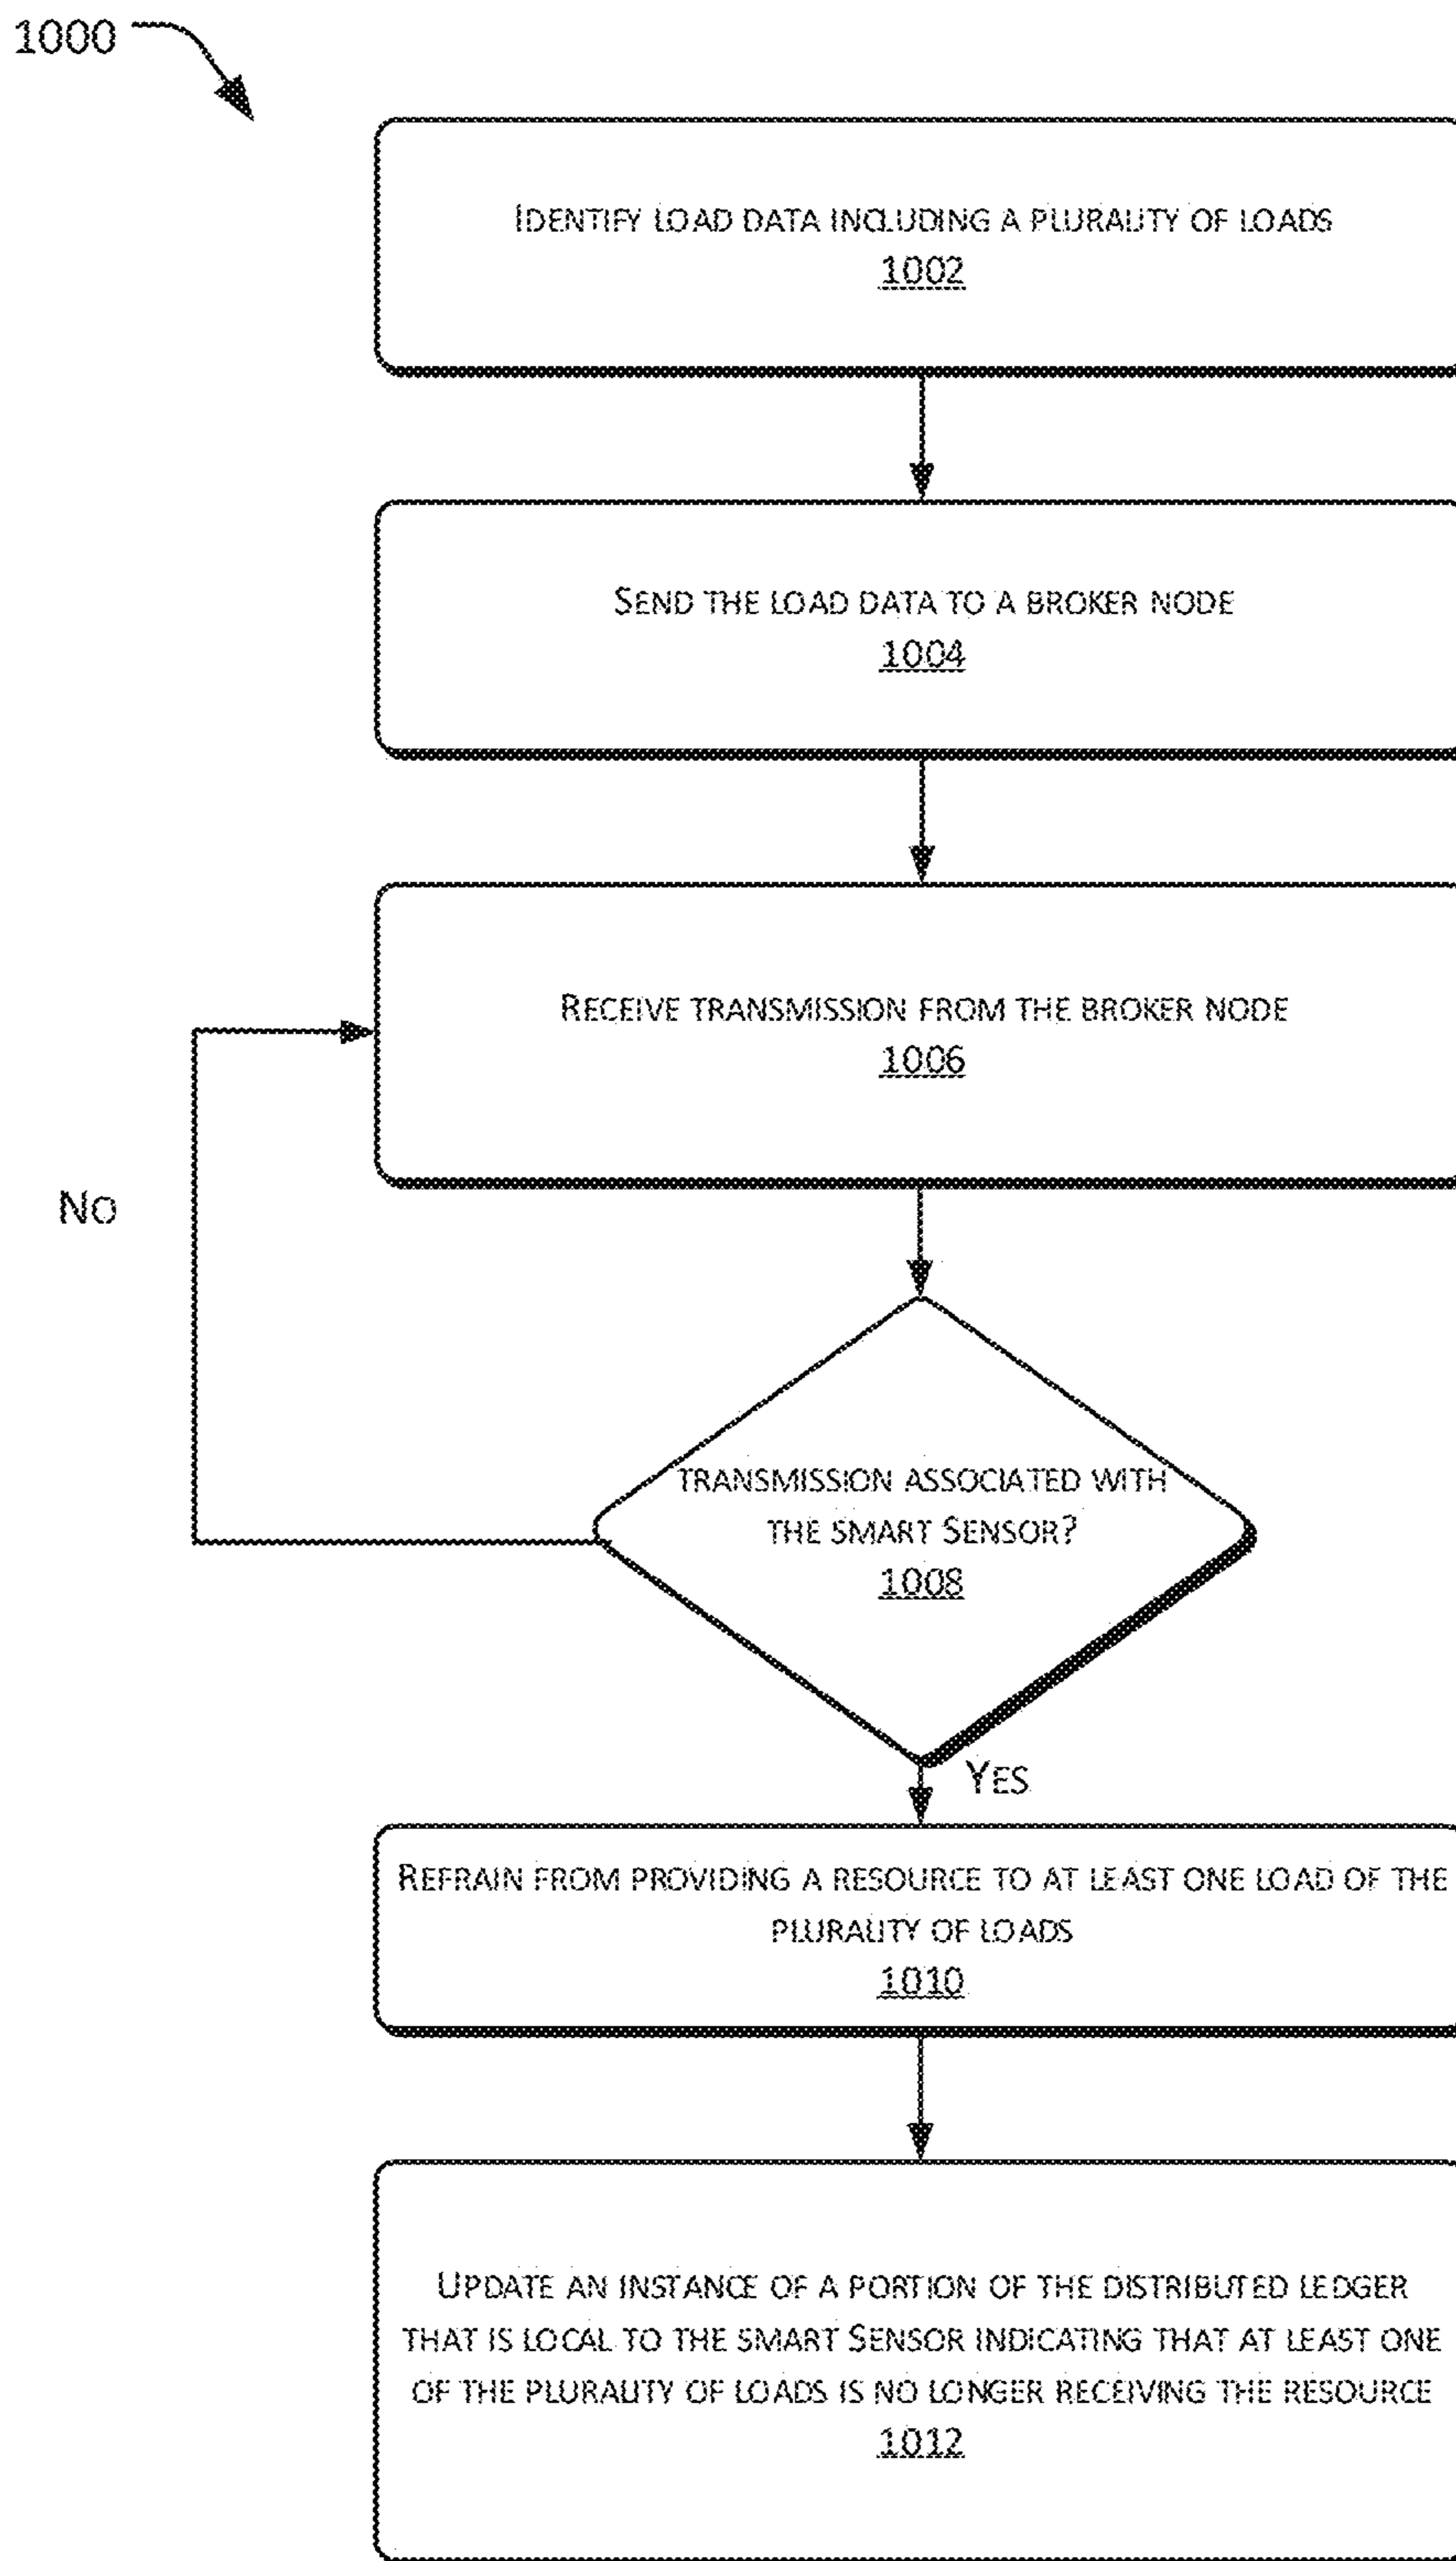 1000
Identify load data including a plurality of loads
1002
Send the load data to a broker node
1004
Receive transmission from the broker node
1006
No
transmission associated with
the smart Sensor?
1008
Yes
Refrain from providing a resource to at least one load of the
plurality of loads
1010
Update an instance of a portion of the distributed ledger
that is local to the smart Sensor indicating that at least one
of the plurality of loads is no longer receiving the resource
1012